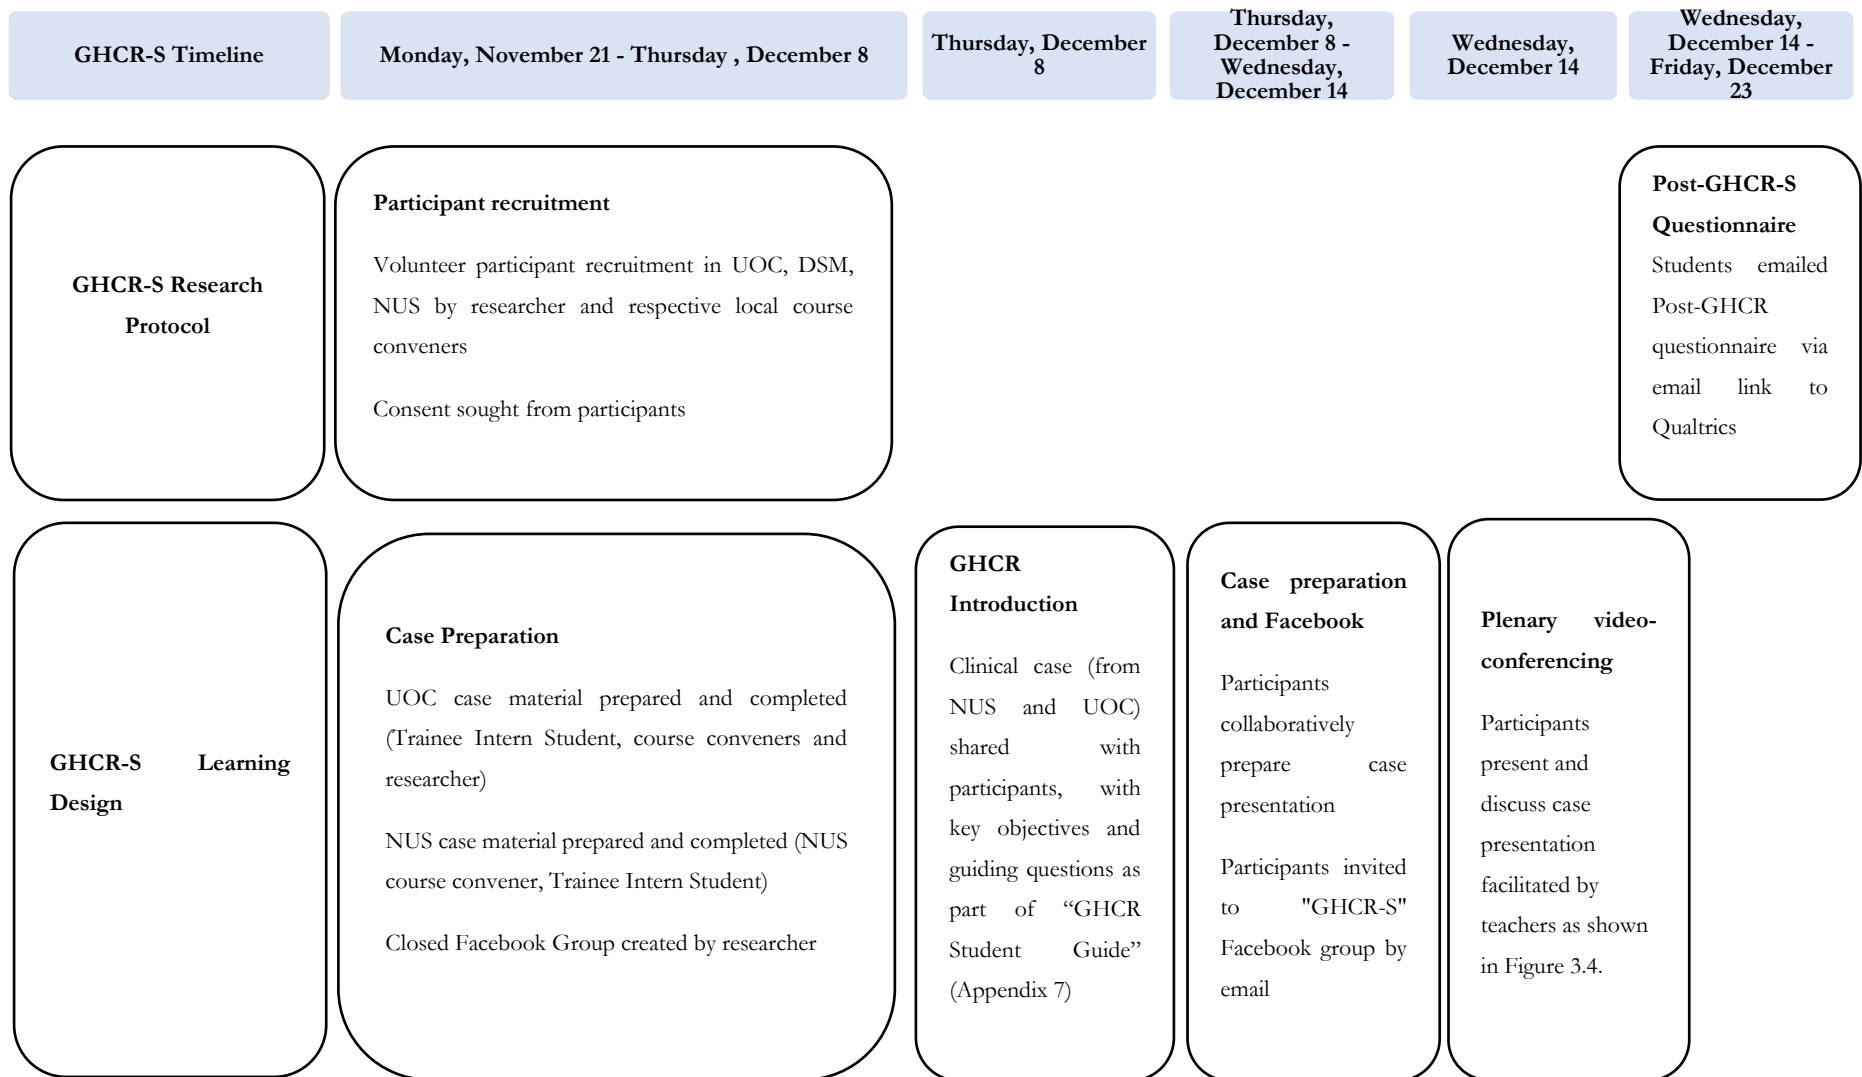 GHCR-S Timeline
Monday, November 21 - Thursday , December 8
Thursday, December
8
Thursday,
December 8 -
Wednesday,
December 14
Wednesday,
December 14
Wednesday,
December 14 -
Friday, December
23
GHCR-S Research
Protocol
Participant recruitment
Volunteer participant recruitment in UOC, DSM,
NUS by researcher and respective local course
conveners
Consent sought from participants
Post-GHCR-S
Questionnaire
Students emailed
Post-GHCR
questionnaire via
email link to
Qualtrics
GHCR-S Learning
Design
Case Preparation
UOC case material prepared and completed
(Trainee Intern Student, course conveners and
researcher)
NUS case material prepared and completed (NUS
course convener, Trainee Intern Student)
Closed Facebook Group created by researcher
GHCR
Introduction
Clinical case (from
NUS and UOC)
shared with
participants, with
key objectives and
guiding questions as
part of “GHCR
Student Guide”
(Appendix 7)
Case preparation
and Facebook
Participants
collaboratively
prepare case
presentation
Participants invited
to "GHCR-S"
Facebook group by
email
Plenary video-
conferencing
Participants
present and
discuss case
presentation
facilitated by
teachers as shown
in Figure 3.4.